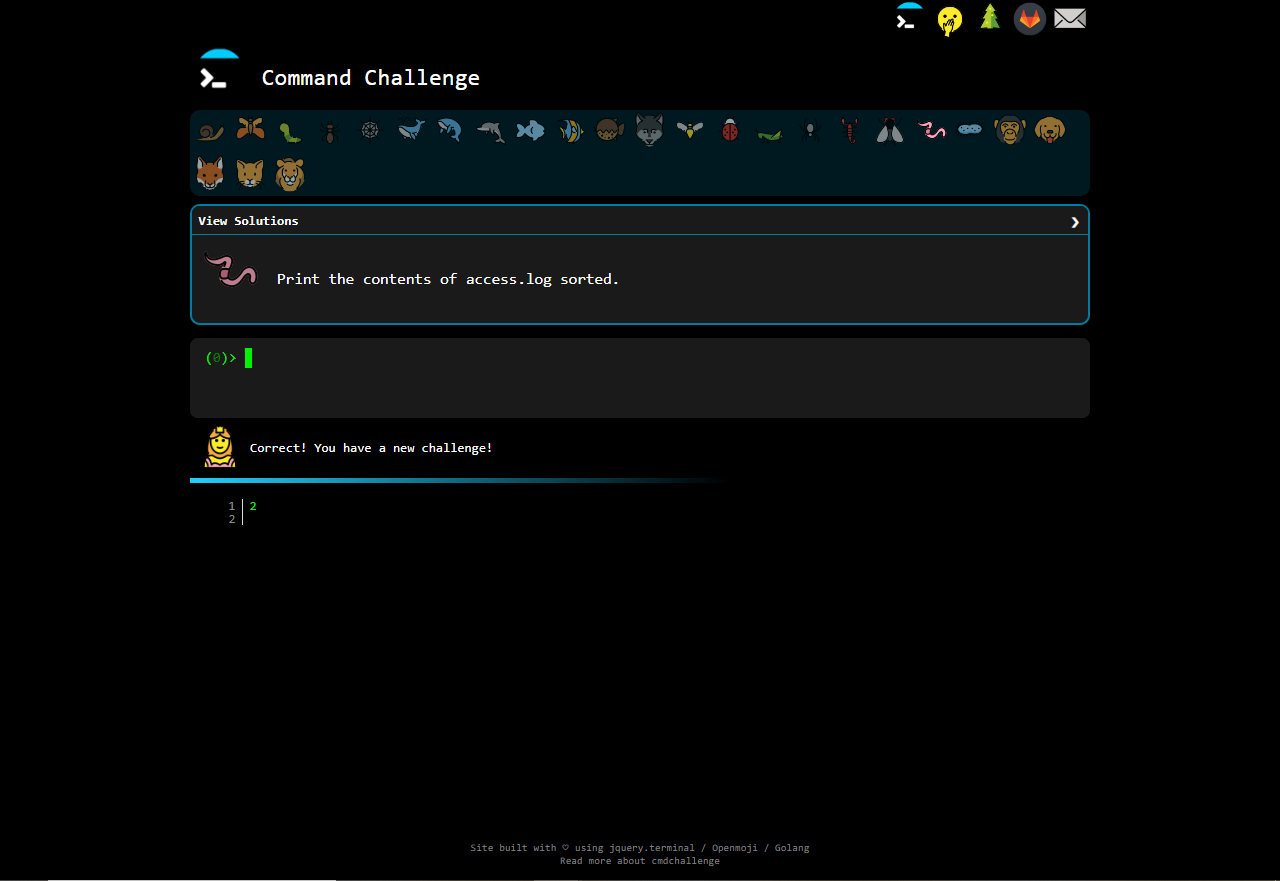 Command Challenge
View Solutions
Print the contents of access.log sorted.
(0)>
Correct! You have a new challenge!
1 2
2
Site built with ♡ using jquery.terminal / Openmoji / Golang
Read more about cmdchallenge